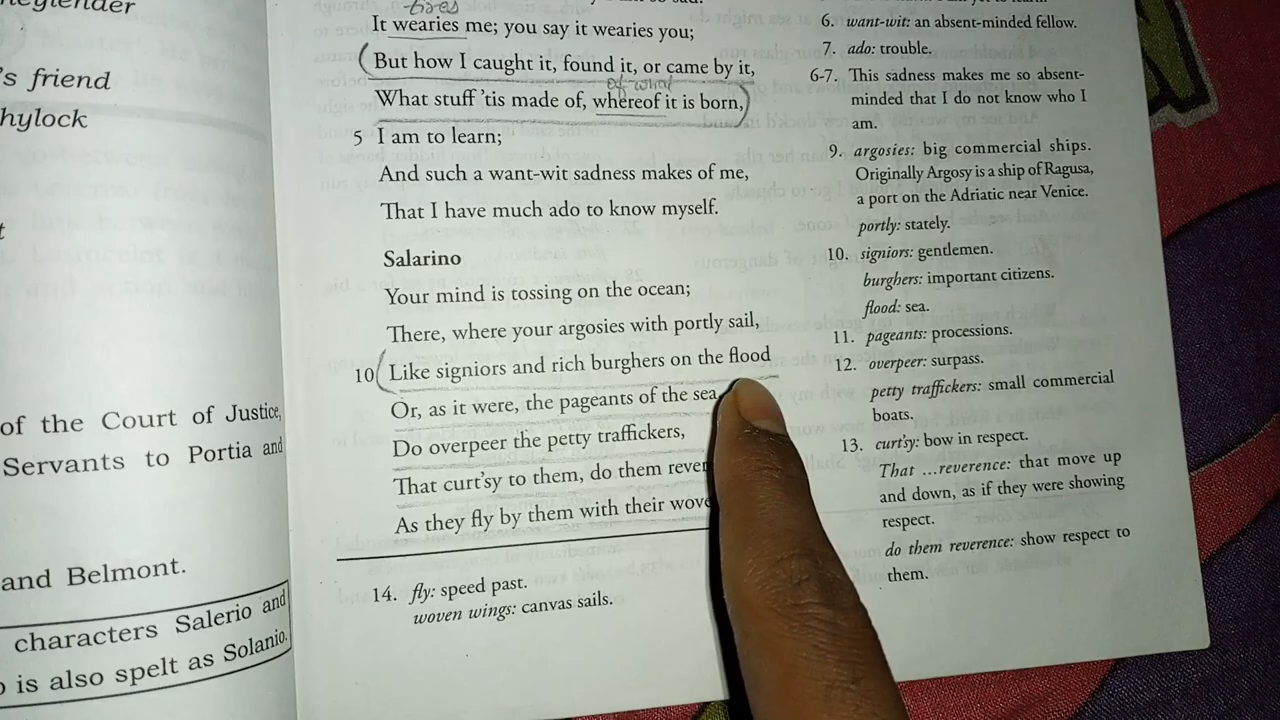 tires
It wearies me; you say it wearies you;
But how I caught it, found it, or came by it,
of what
What stuff 'tis made of, whereof it is born,
5 I am to learn;
And such a want-wit sadness makes of me,
That I have much ado to know myself.
Salarino
Your mind is tossing on the ocean;
There, where your argosies with portly sail,
10 Like signiors and rich burghers on the flood
Or, as it were, the pageants of the sea
Do overpeer the petty traffickers,
That curt'sy to them, do them
As they fly by them with their
14. fly: speed past.
woven wings: canvas sails.
6. want-wit: an absent-minded fellow.
7. ado: trouble.
6-7. This sadness makes me so absent-
minded that I do not know who I
am.
9. argosies: big commercial ships.
Originally Argosy is a ship of Ragusa,
a port on the Adriatic near Venice.
portly: stately.
10. signiors: gentlemen.
burghers: important citizens.
flood: sea.
11. pageants: processions.
12. overpeer: surpass.
petty traffickers: small commercial
boats.
13. curt'sy: bow in respect.
That ...reverence: that move up
and down, as if they were showing
respect.
do them reverence: show respect to
them.
's friend
hylock
of the Court of Justice,
Servants to Portia and
and Belmont.
characters Salerio and
is also spelt as Solanio.